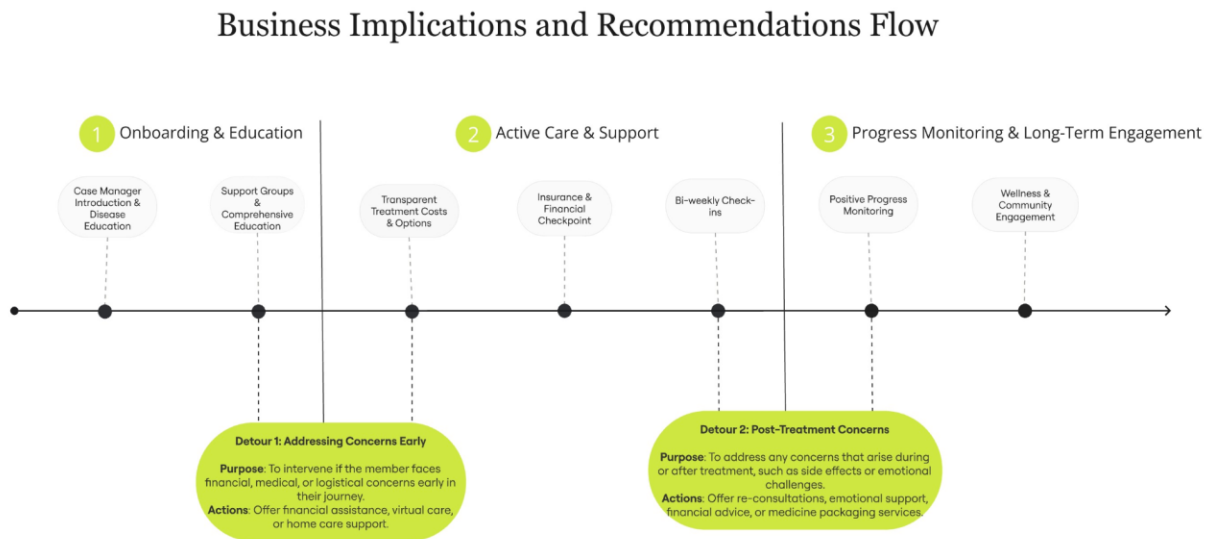 Business Implications and Recommendations Flow
1 Onboarding & Education
2 Active Care & Support
3 Progress Monitoring & Long-Term Engagement
Case Manager
Introduction &
Disease
Education
Support Groups
&
Comprehensive
Education
Transparent
Treatment Costs
& Options
Insurance &
Financial
Checkpoint
Bi-weekly Check-
ins
Positive Progress
Monitoring
Wellness &
Community
Engagement
Detour 1: Addressing Concerns Early
Purpose: To intervene if the member faces
financial, medical, or logistical concerns early in
their journey.
Actions: Offer financial assistance, virtual care,
or home care support.
Detour 2: Post-Treatment Concerns
Purpose: To address any concerns that arise during
or after treatment, such as side effects or emotional
challenges.
Actions: Offer re-consultations, emotional support,
financial advice, or medicine packaging services.